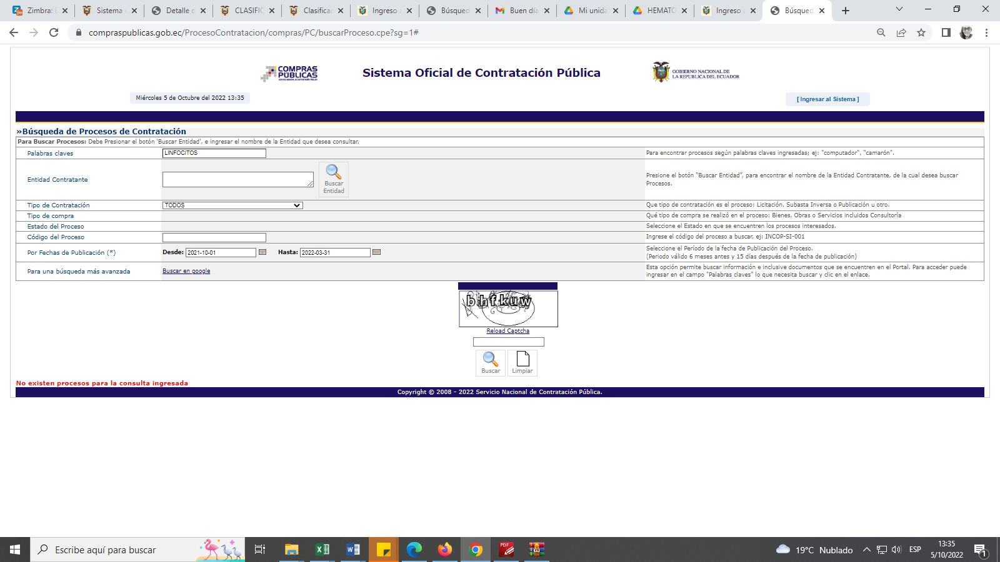 Zimbra: B
Sistema
Detalle d
CLASIFIC
Clasifica
Ingreso a
Búsqued
Buen día
Mi unida
HEMATO
Ingreso a
Búsqued
compraspublicas.gob.ec/ProcesoContratacion/compras/PC/buscarProceso.cpe?sg=1#
COMPRAS
PÚBLICAS
Sistema Oficial de Contratación Pública
GOBIERNO NACIONAL DE
LA REPUBLICA DEL ECUADOR
Miércoles 5 de Octubre del 2022 13:35
[ Ingresar al Sistema ]
»Búsqueda de Procesos de Contratación
Para Buscar Procesos: Debe Presionar el botón 'Buscar Entidad', e ingresar el nombre de la Entidad que desea consultar.
Palabras claves
LINFOCITOS
Para encontrar procesos según palabras claves ingresadas; ej: "computador", "camarón".
Entidad Contratante
Buscar
Entidad
Presione el botón "Buscar Entidad", para encontrar el nombre de la Entidad Contratante, de la cual desea buscar
Procesos.
Tipo de Contratación
TODOS
Que tipo de contratación es el proceso: Licitación, Subasta Inversa o Publicación u otro.
Tipo de compra
Qué tipo de compra se realizó en el proceso: Bienes, Obras o Servicios incluidos Consultoría
Estado del Proceso
Seleccione el Estado en que se encuentren los procesos interesados.
Código del Proceso
Ingrese el código del proceso a buscar, ej: INCOP-SI-001
Por Fechas de Publicación (*)
Desde: 2021-10-01
Hasta: 2022-03-31
Seleccione el Período de la fecha de Publicación del Proceso.
(Periodo válido 6 meses antes y 15 días después de la fecha de publicación)
Para una búsqueda más avanzada
Buscar en google
Esta opción permite buscar información e inclusive documentos que se encuentren en el Portal. Para acceder puede
ingresar en el campo "Palabras claves" lo que necesita buscar y clic en el enlace.
bhfkuw
Reload Captcha
Buscar
Limpiar
No existen procesos para la consulta ingresada
Copyright © 2008 - 2022 Servicio Nacional de Contratación Pública.
Escribe aquí para buscar
19°C Nublado
ESP
13:35
5/10/2022
1